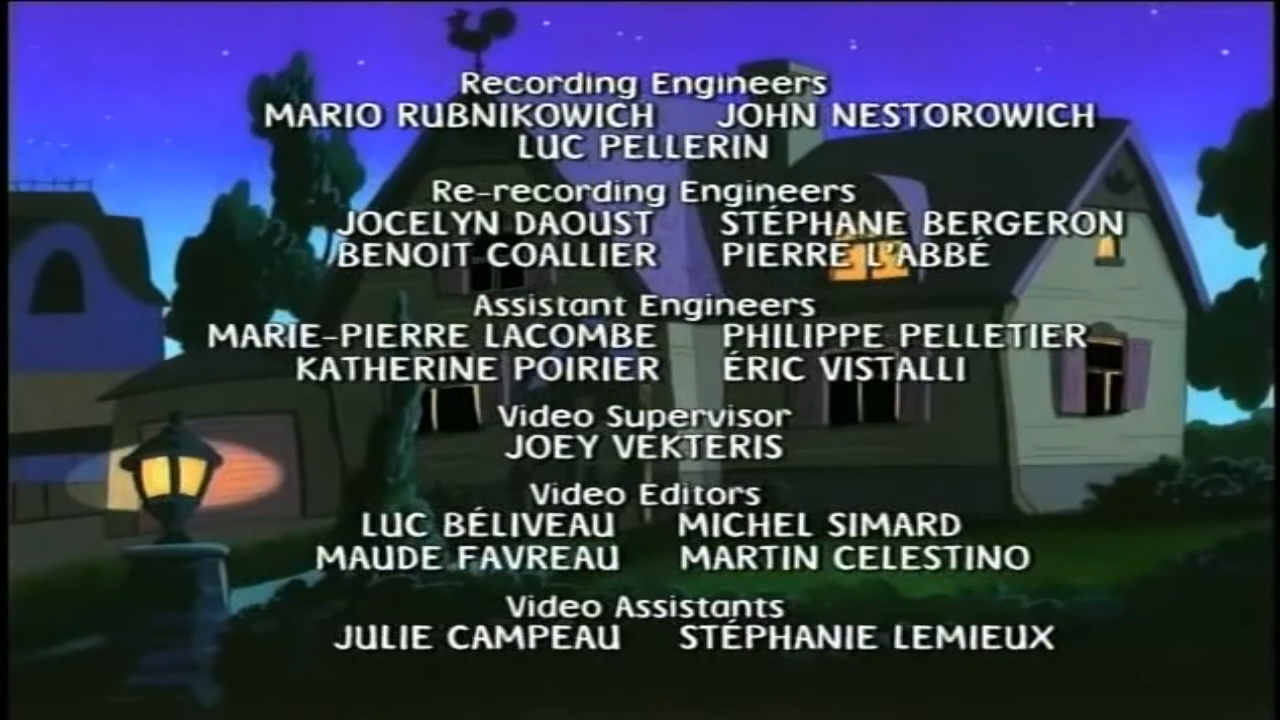 Recording Engineers
MARIO RUBNIKOWICH JOHN NESTOROWICH
LUC PELLERIN
Re-recording Engineers
JOCELYN DAOUST STÉPHANE BERGERON
BENOIT COALLIER PIERRE L'ABBÉ
Assistant Engineers
MARIE-PIERRE LACOMBE PHILIPPE PELLETIER
KATHERINE POIRIER ÉRIC VISTALLI
Video Supervisor
JOEY VEKTERIS
Video Editors
LUC BÉLIVEAU MICHEL SIMARD
MAUDE FAVREAU MARTIN CELESTINO
Video Assistants
JULIE CAMPEAU STÉPHANIE LEMIEUX